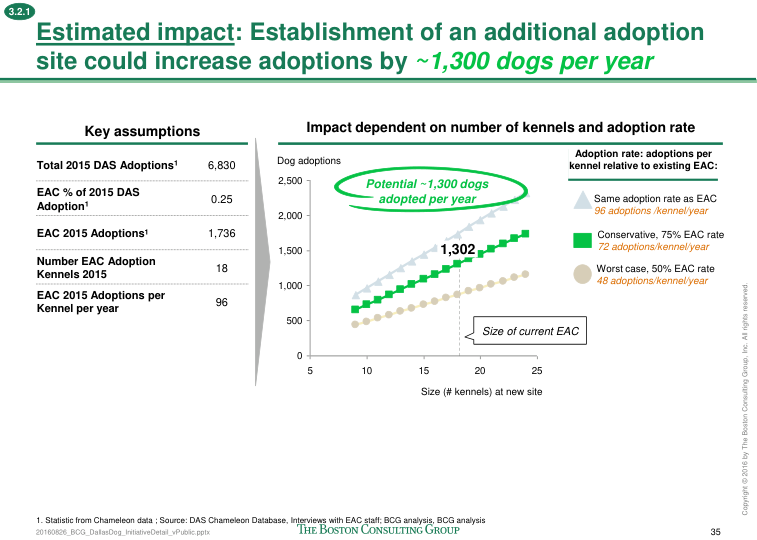 3.2.1
Estimated impact: Establishment of an additional adoption
site could increase adoptions by ~1,300 dogs per year
Key assumptions
Total 2015 DAS Adoptions¹ 6,830
EAC % of 2015 DAS
Adoption¹ 0.25
EAC 2015 Adoptions¹ 1,736
Number EAC Adoption
Kennels 2015 18
EAC 2015 Adoptions per
Kennel per year 96
Impact dependent on number of kennels and adoption rate
Dog adoptions
2,500
2,000
1,500
1,000
500
0
5 10 15 20 25
Size (# kennels) at new site
Potential ~1,300 dogs
adopted per year
1,302
Size of current EAC
Adoption rate: adoptions per
kennel relative to existing EAC:
Same adoption rate as EAC
96 adoptions /kennel/year
Conservative, 75% EAC rate
72 adoptions/kennel/year
Worst case, 50% EAC rate
48 adoptions/kennel/year
Copyright © 2016 by The Boston Consulting Group, Inc. All rights reserved.
1. Statistic from Chameleon data ; Source: DAS Chameleon Database, Interviews with EAC staff; BCG analysis, BCG analysis
20160826_BCG_DallasDog_InitiativeDetail_vPublic.pptx
THE BOSTON CONSULTING GROUP
35